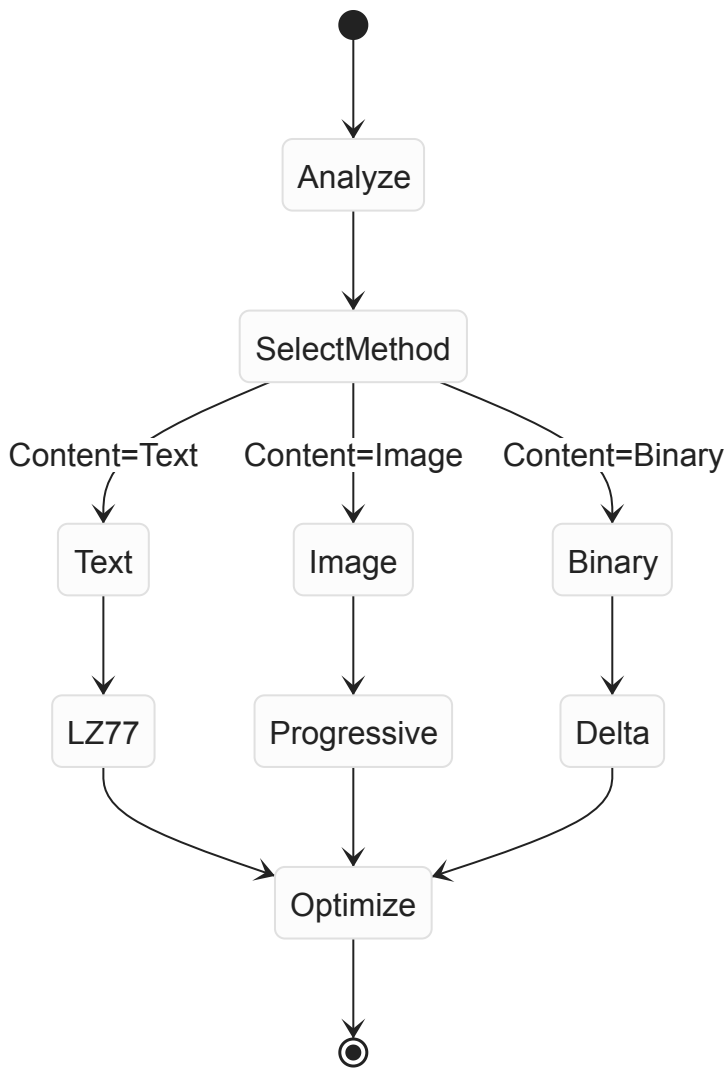 Analyze
SelectMethod
Content=Text
Content=Image
Content=Binary
Text
Image
Binary
LZ77
Progressive
Delta
Optimize